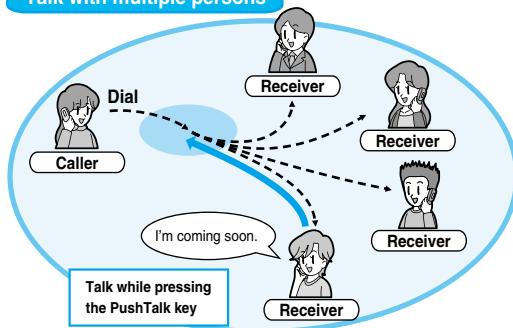 Talk with multiple persons
Receiver
Dial
Receiver
Caller
Receiver
I'm coming soon.
Talk while pressing
the PushTalk key
Receiver